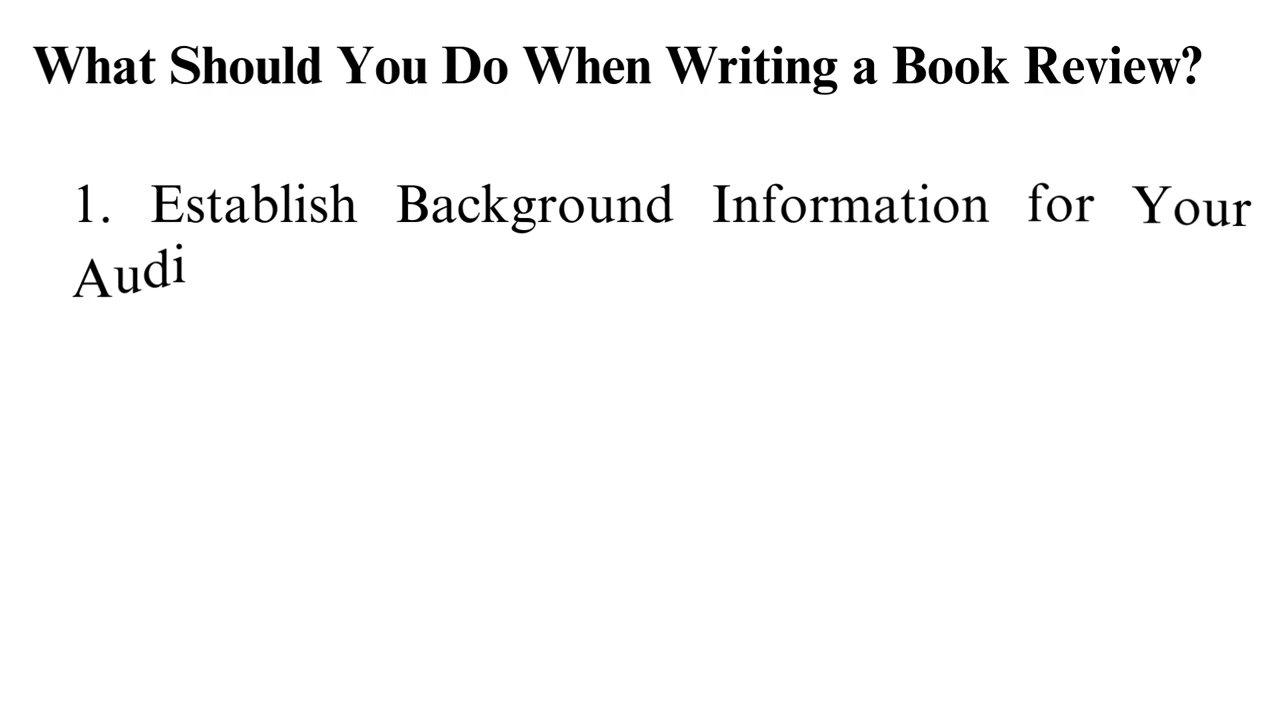 What Should You Do When Writing a Book Review?
1. Establish Background Information for Your
Audi